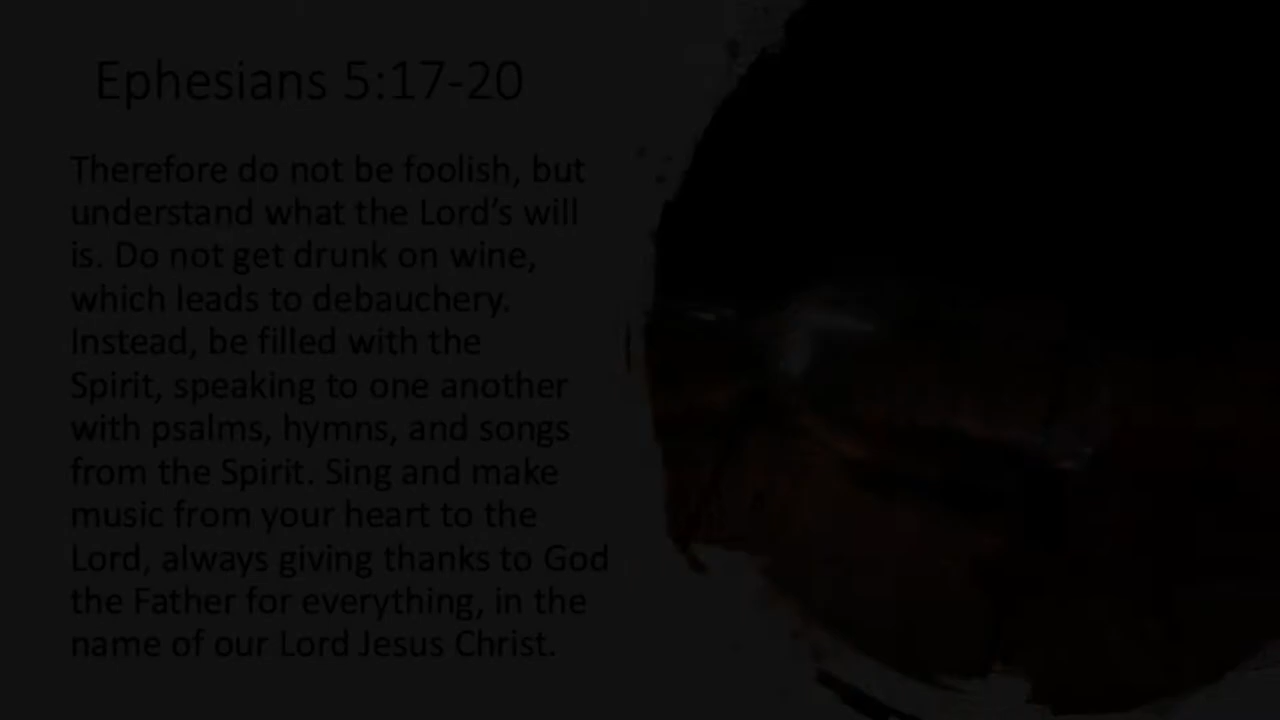 Ephesians 5:17-20
Therefore do not be foolish, but
understand what the Lord’s will
is. Do not get drunk on wine,
which leads to debauchery.
Instead, be filled with the
Spirit, speaking to one another
with psalms, hymns, and songs
from the Spirit. Sing and make
music from your heart to the
Lord, always giving thanks to God
the Father for everything, in the
name of our Lord Jesus Christ.